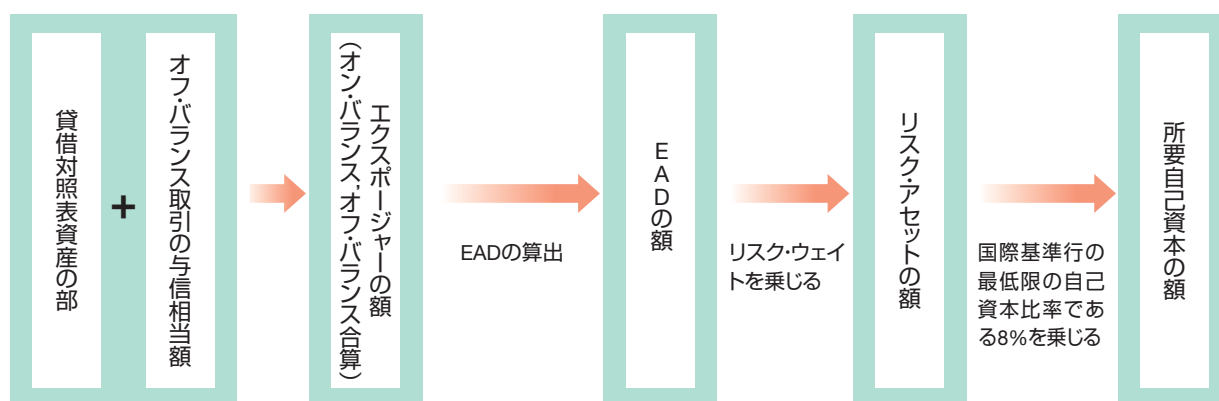 貸借対照表資産の部
+
オフ・バランス取引の与信相当額
エクスポージャーの額
(オン・バランス,オフ・バランス合算)
EADの算出
EADの額
リスク・ウェイ
トを乗じる
リスク・アセットの額
国際基準行の
最低限の自己
資本比率であ
る8%を乗じる
所要自己資本の額